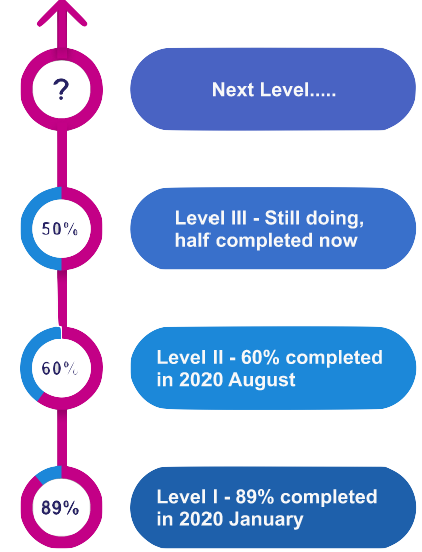 ?
Next Level.....
50%
Level III - Still doing,
half completed now
60%
Level II - 60% completed
in 2020 August
89%
Level I - 89% completed
in 2020 January